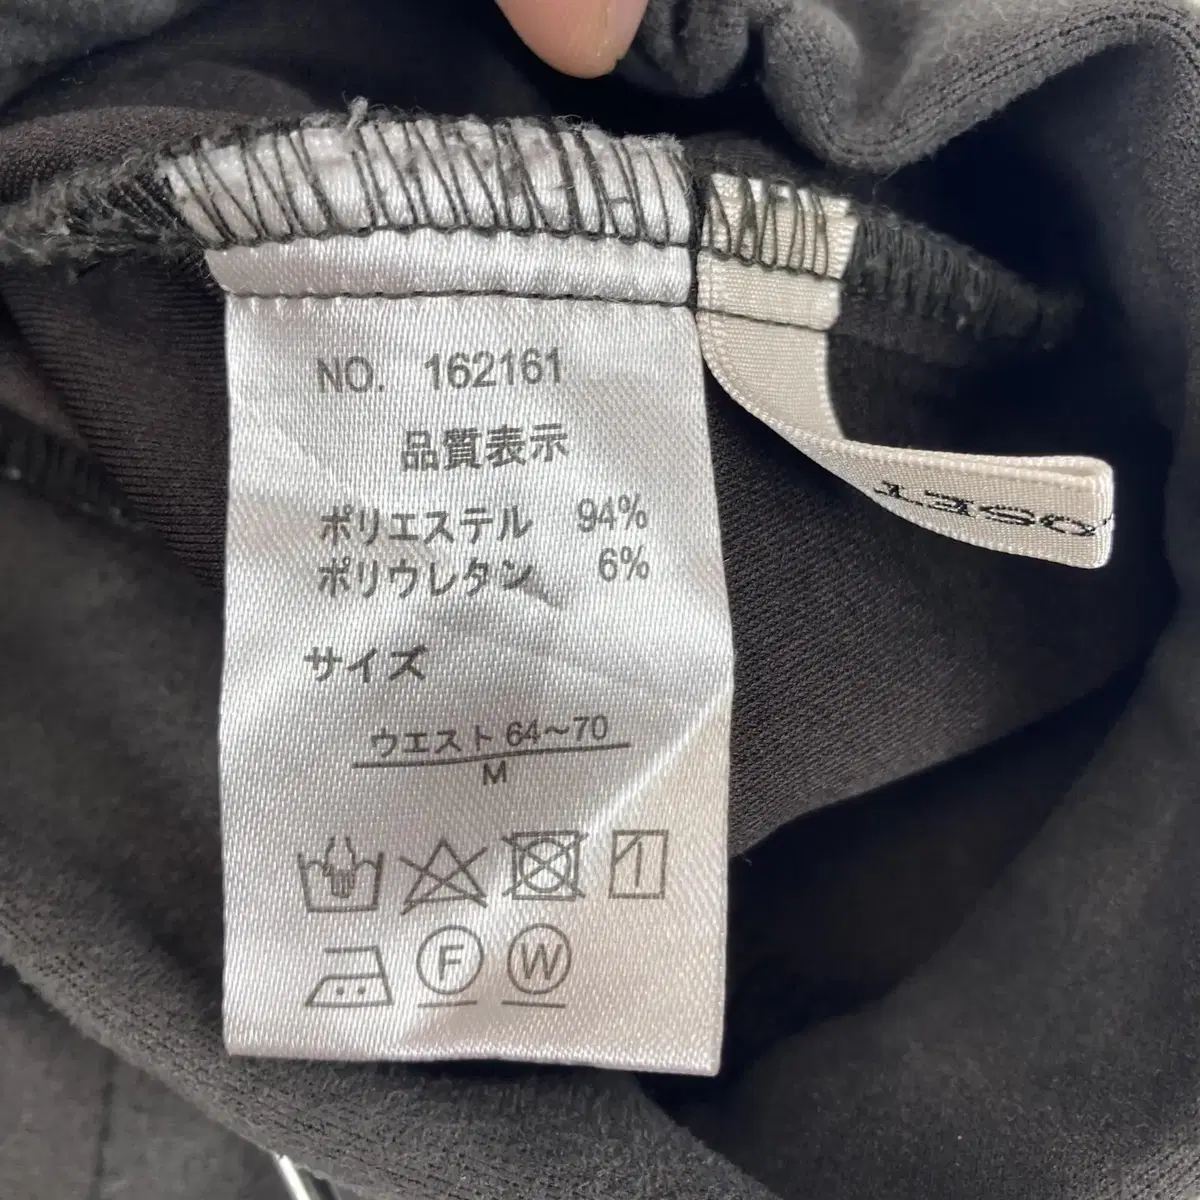 NO. 162161
品質表示
ポリエステル 94%
ポリウレタン 6%
サイズ
ウエスト 64～70
M
F W